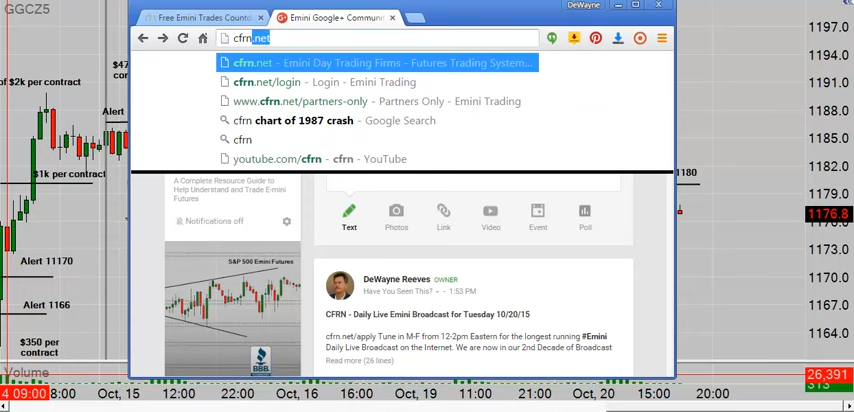 GGCZ5
DeWayne
Free Emini Trades Countd
Emini Google+ Communi
cfrn.net
cfrn.net - Emini Day Trading Firms - Futures Trading System...
cfrn.net/login - Login - Emini Trading
www.cfrn.net/partners-only - Partners Only - Emini Trading
cfrn chart of 1987 crash - Google Search
cfrn
youtube.com/cfrn - cfrn - YouTube
of $2k per contract
Alert
$1k per contract
Alert 11170
Alert 1166
$350 per
contract
1180
A Complete Resource Guide to
Help Understand and Trade E-mini
Futures
Notifications off
Text
Photos
Link
Video
Event
Poll
S&P 500 Emini Futures
BBB
DeWayne Reeves OWNER
Have You Seen This? - 1:53 PM
CFRN - Daily Live Emini Broadcast for Tuesday 10/20/15
cfrn.net/apply Tune in M-F from 12-2pm Eastern for the longest running #Emini
Daily Live Broadcast on the Internet. We are now in our 2nd Decade of Broadcast
Read more (26 lines)
1197.0
1194.0
1191.0
1188.0
1185.0
1182.0
1179.0
1176.8
1173.0
1170.0
1167.0
1164.0
Volume
26,391
313
4 09:00
8:00
Oct, 15
12:00
22:00
Oct, 16
12:00
Oct, 19
11:00
Oct, 20
15:00
20:00